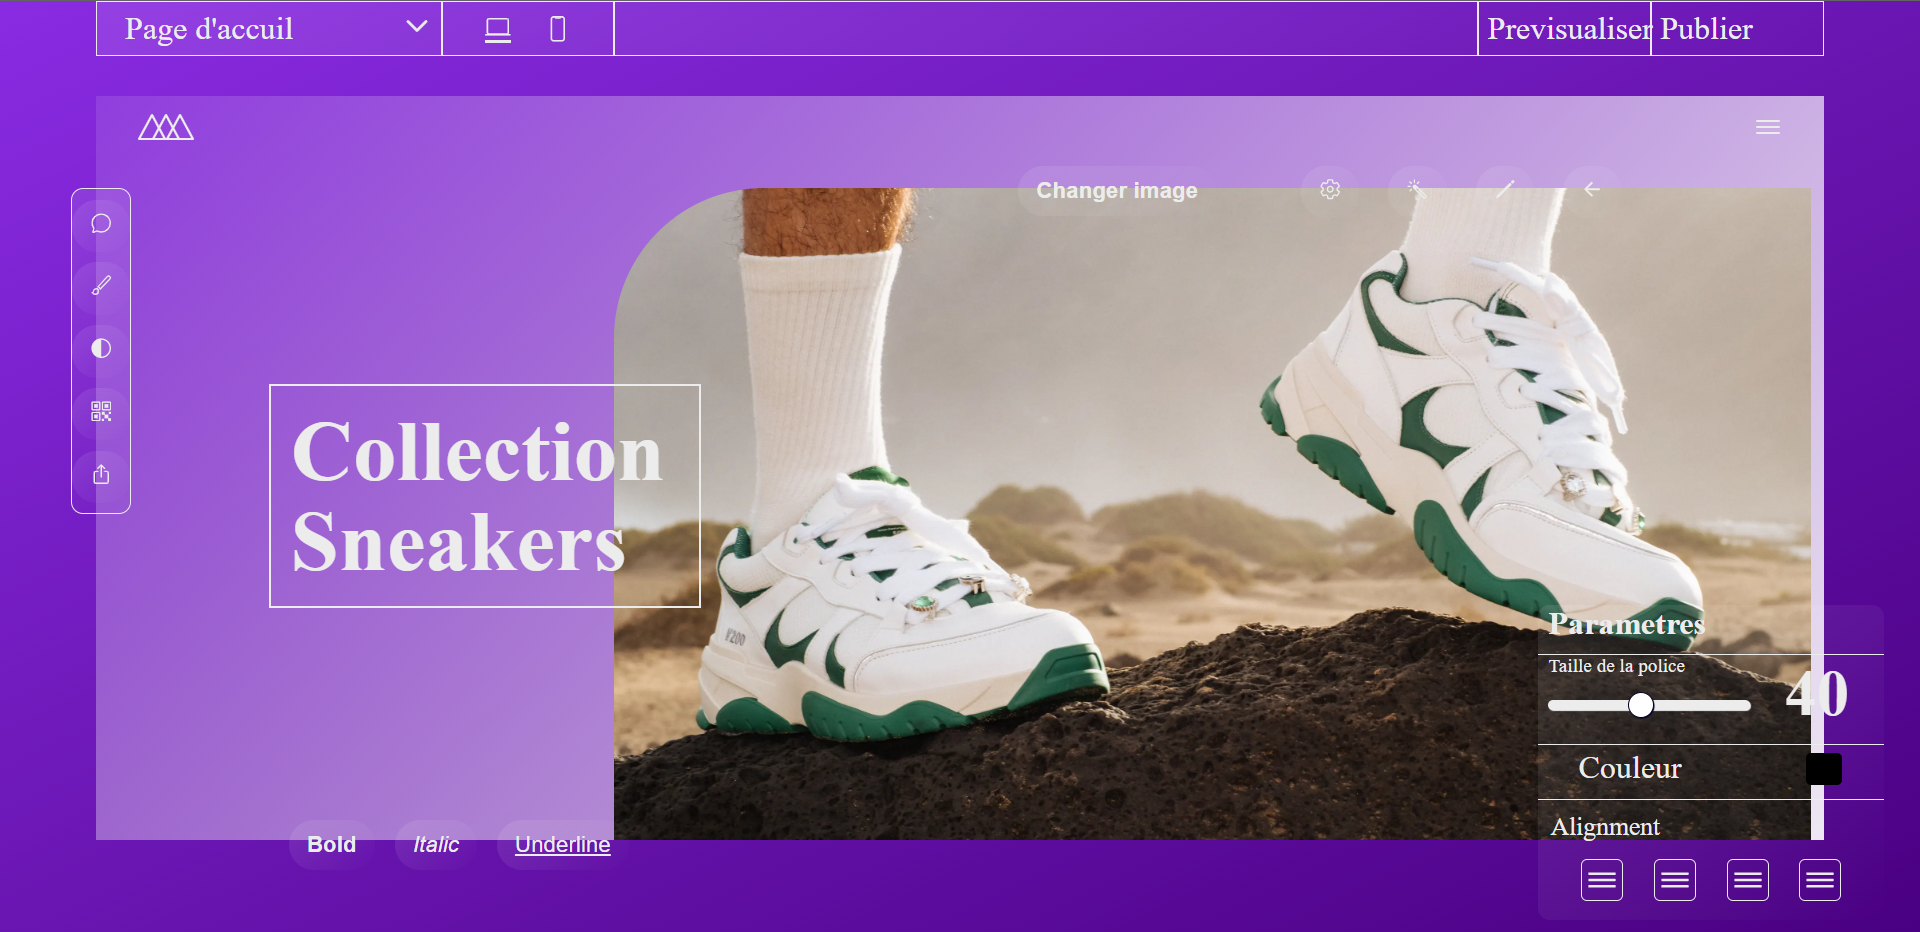 Page d'accuil
Previsualiser
Publier
Changer image
Collection
Sneakers
V200
Parametres
Taille de la police
40
Couleur
Alignment
Bold
Italic
Underline